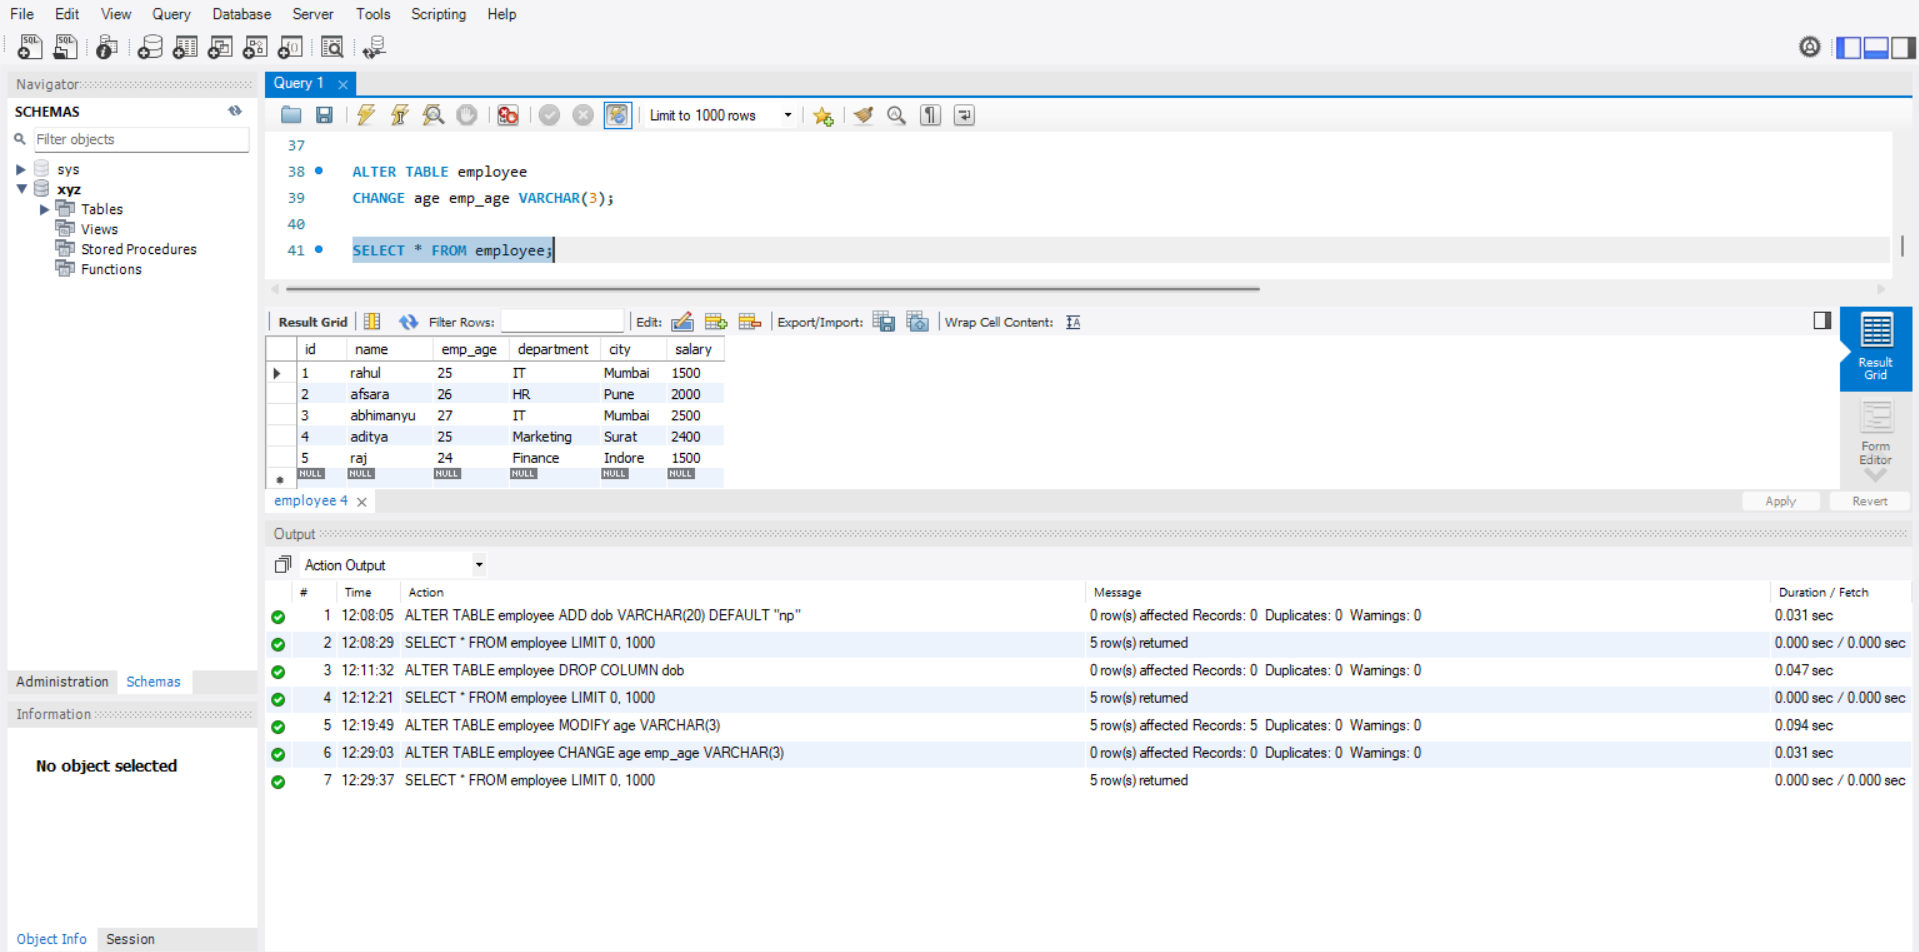 File Edit View Query Database Server Tools Scripting Help
Navigator
SCHEMAS
Filter objects
sys
xyz
Tables
Views
Stored Procedures
Functions
Administration Schemas
Information
No object selected
Object Info Session
Query 1
Limit to 1000 rows
37
38 ALTER TABLE employee
39 CHANGE age emp_age VARCHAR(3);
40
41 SELECT * FROM employee;
Result Grid Filter Rows: Edit: Export/Import: Wrap Cell Content:
id name emp_age department city salary
1 rahul 25 IT Mumbai 1500
2 afsara 26 HR Pune 2000
3 abhimanyu 27 IT Mumbai 2500
4 aditya 25 Marketing Surat 2400
5 raj 24 Finance Indore 1500
NULL NULL NULL NULL NULL NULL
Result
Grid
Form
Editor
employee 4
Apply Revert
Output
Action Output
# Time Action Message Duration / Fetch
1 12:08:05 ALTER TABLE employee ADD dob VARCHAR(20) DEFAULT "np" 0 row(s) affected Records: 0 Duplicates: 0 Warnings: 0 0.031 sec
2 12:08:29 SELECT * FROM employee LIMIT 0, 1000 5 row(s) returned 0.000 sec / 0.000 sec
3 12:11:32 ALTER TABLE employee DROP COLUMN dob 0 row(s) affected Records: 0 Duplicates: 0 Warnings: 0 0.047 sec
4 12:12:21 SELECT * FROM employee LIMIT 0, 1000 5 row(s) returned 0.000 sec / 0.000 sec
5 12:19:49 ALTER TABLE employee MODIFY age VARCHAR(3) 5 row(s) affected Records: 5 Duplicates: 0 Warnings: 0 0.094 sec
6 12:29:03 ALTER TABLE employee CHANGE age emp_age VARCHAR(3) 0 row(s) affected Records: 0 Duplicates: 0 Warnings: 0 0.031 sec
7 12:29:37 SELECT * FROM employee LIMIT 0, 1000 5 row(s) returned 0.000 sec / 0.000 sec